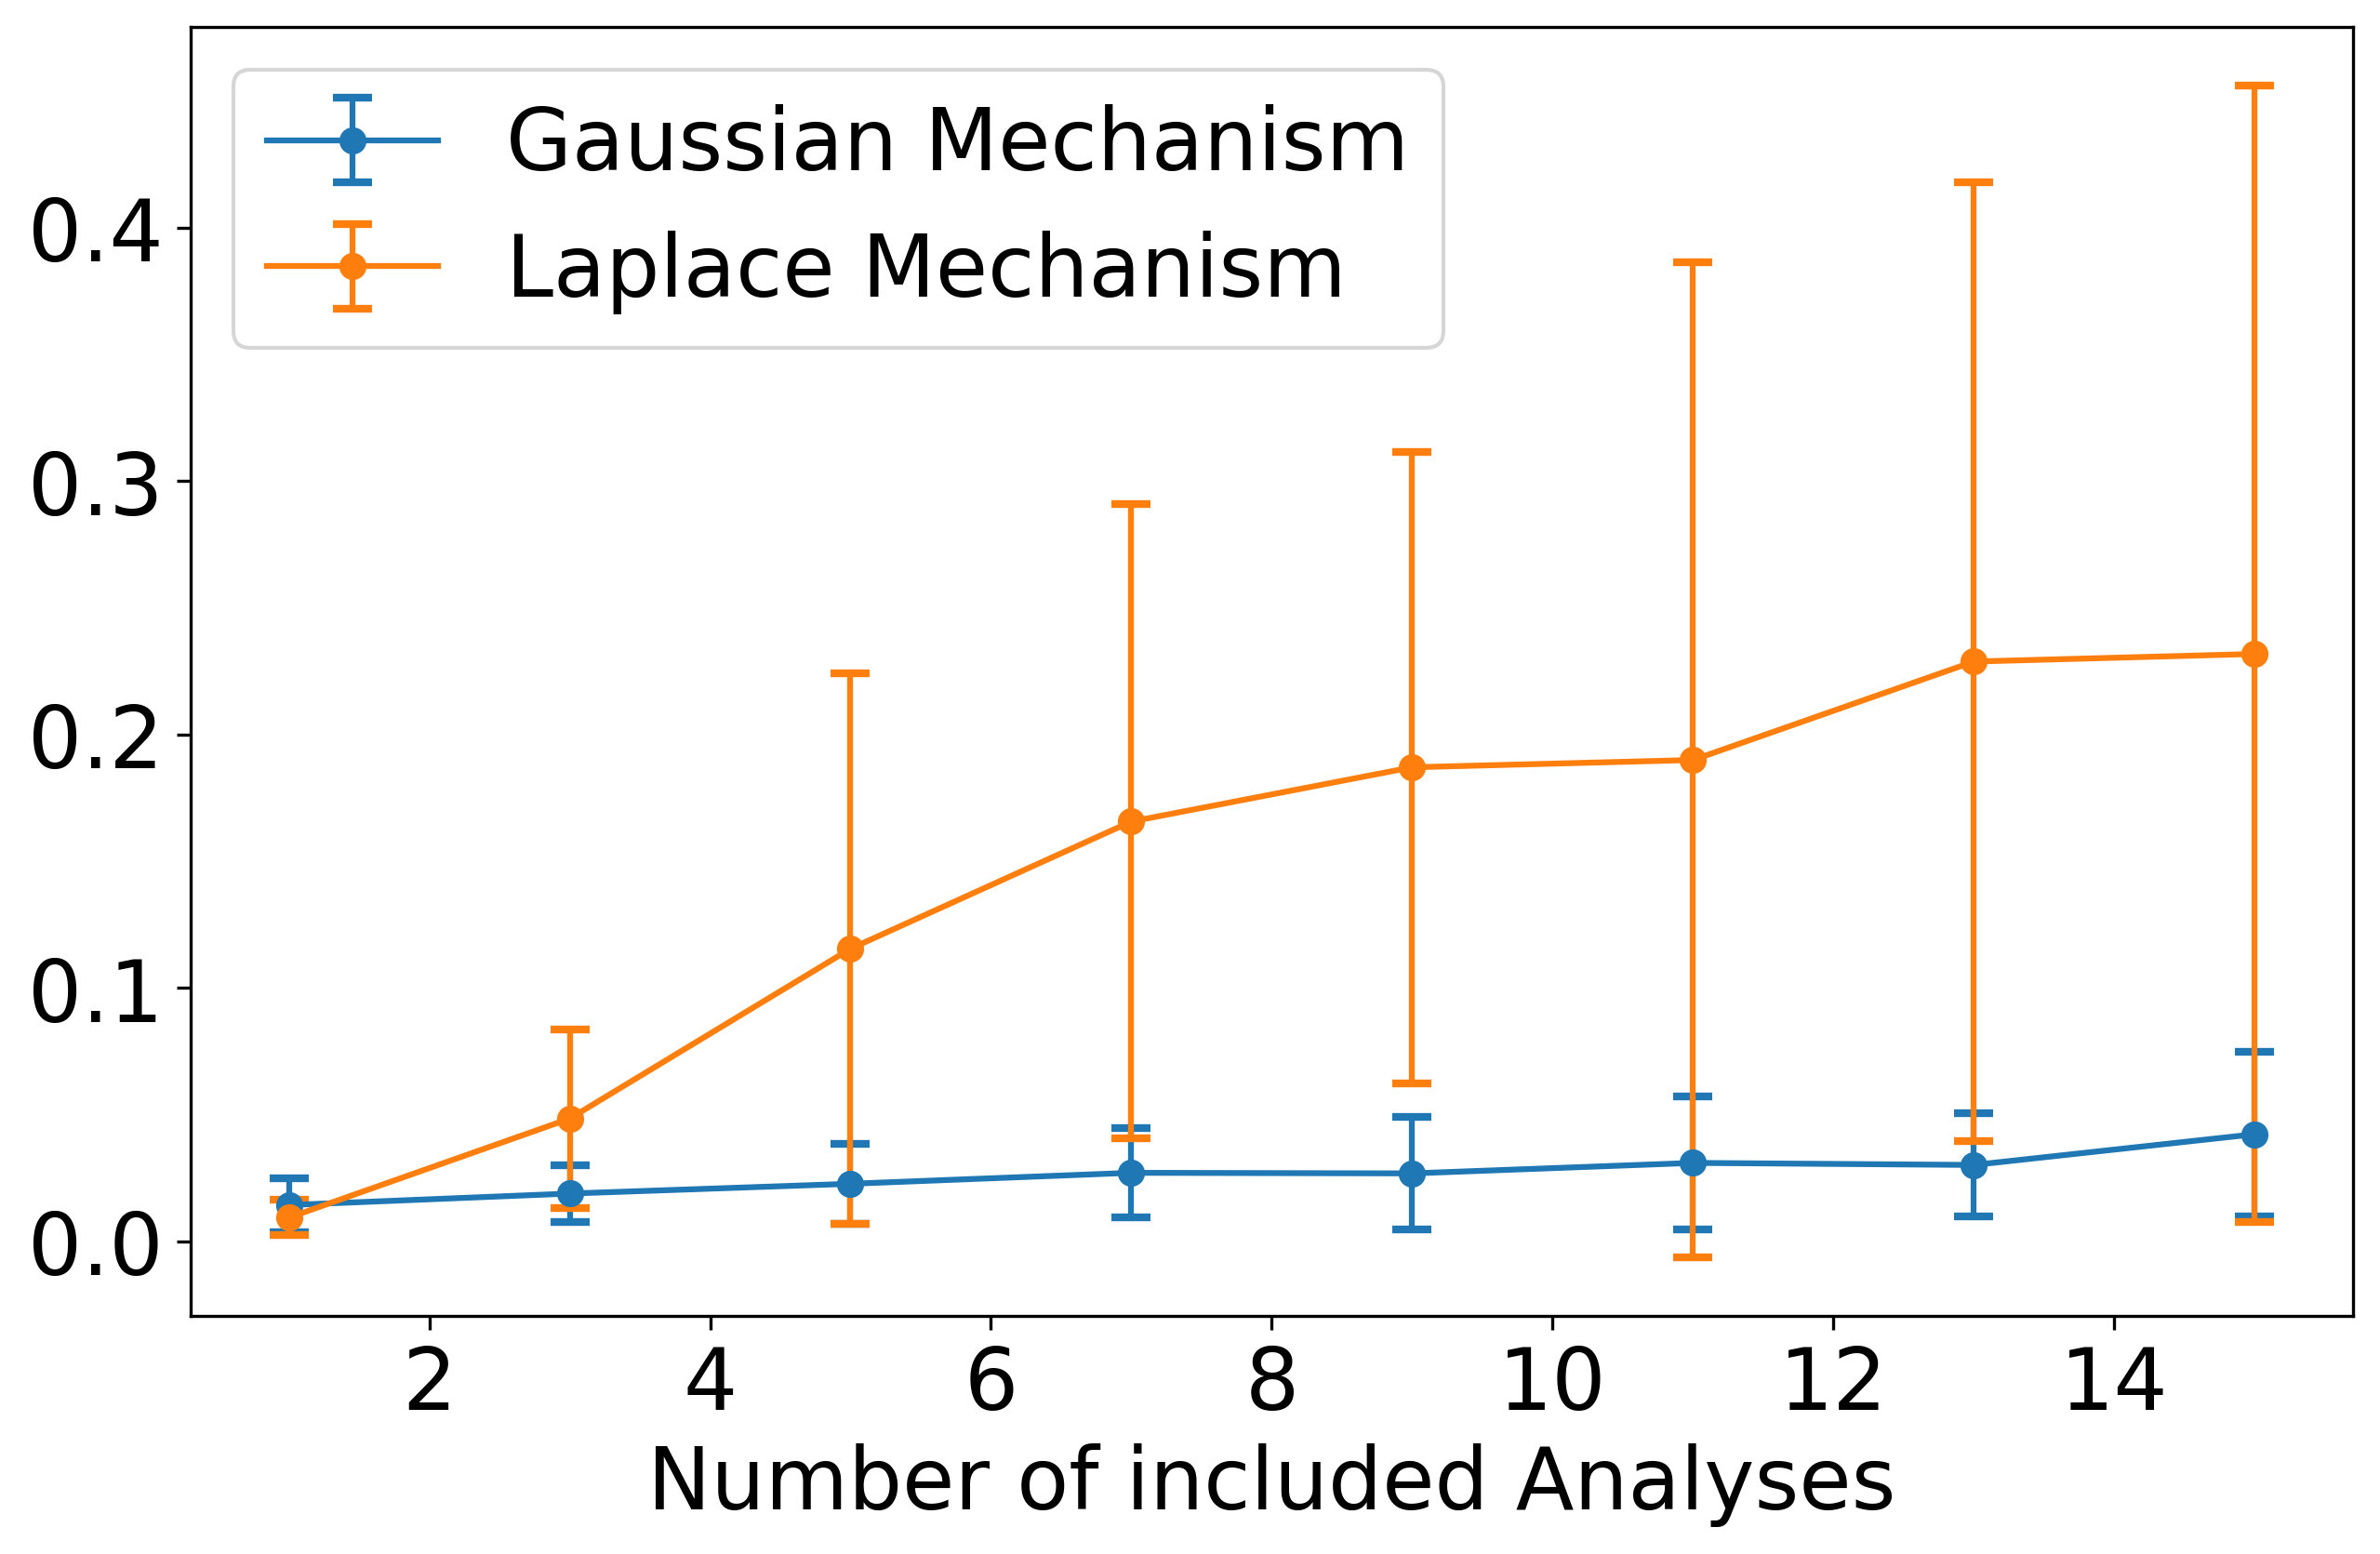 Gaussian Mechanism
Laplace Mechanism
0.4
0.3
0.2
0.1
0.0
2 4 6 8 10 12 14
Number of included Analyses